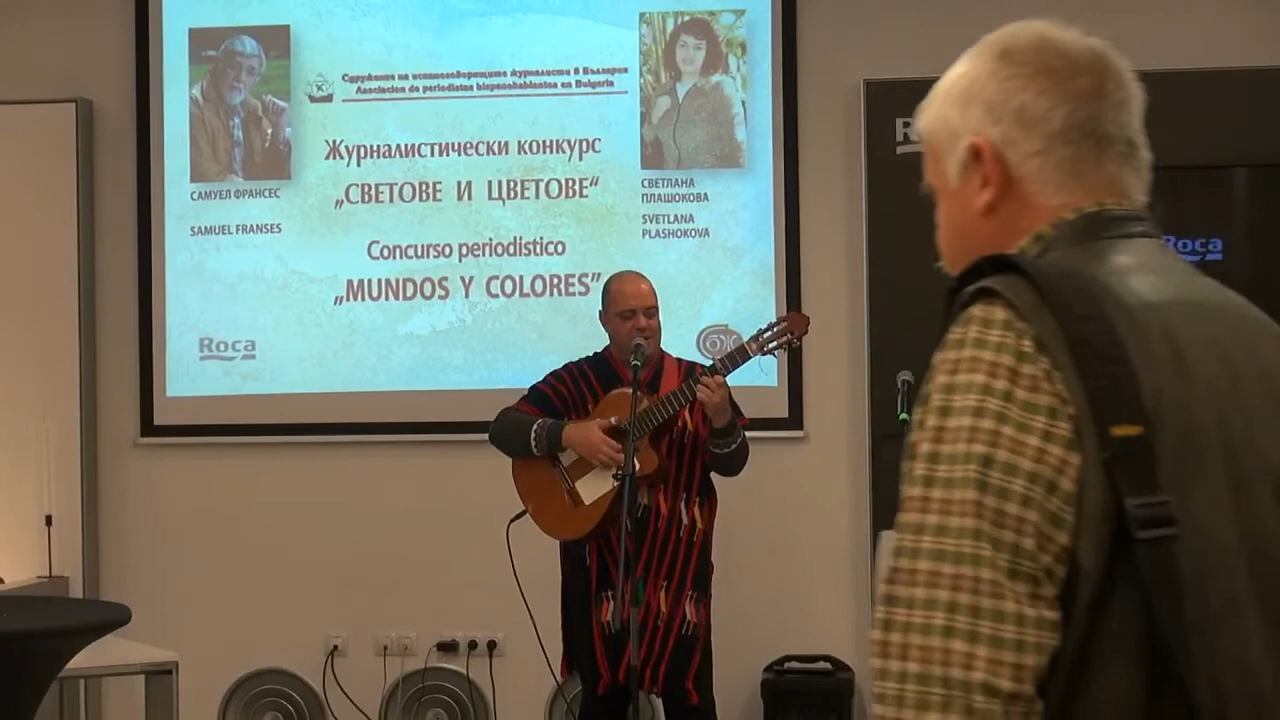 Сдружение на испаноговорящите журналисти в България
Asociacion de periodistas hispanohablantes en Bulgaria
Журналистически конкурс
„СВЕТОВЕ И ЦВЕТОВЕ“
Concurso periodístico
„MUNDOS Y COLORES”
САМУЕЛ ФРАНСЕС
SAMUEL FRANSES
СВЕТЛАНА
ПЛАШОКОВА
SVETLANA
PLASHOKOVA
Roca
Roca